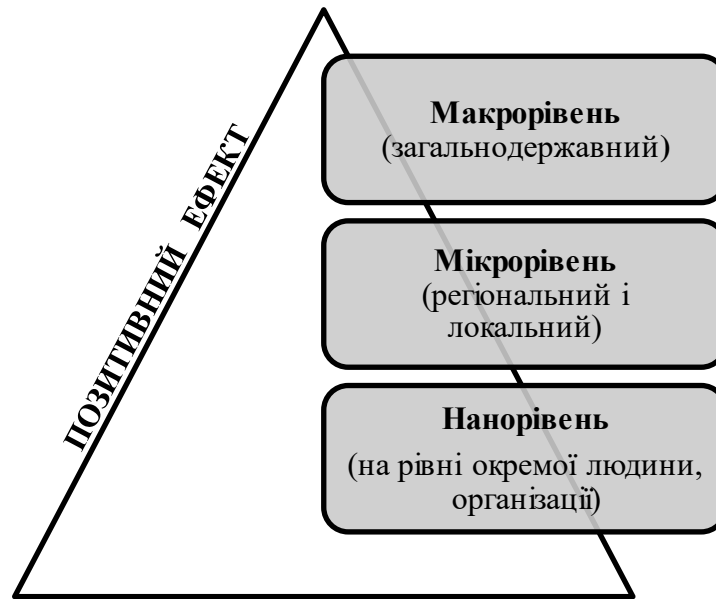 ПОЗИТИВНИЙ ЕФЕКТ
Макрорівень
(загальнодержавний)
Мікрорівень
(регіональний і
локальний)
Нанорівень
(на рівні окремої людини,
організації)